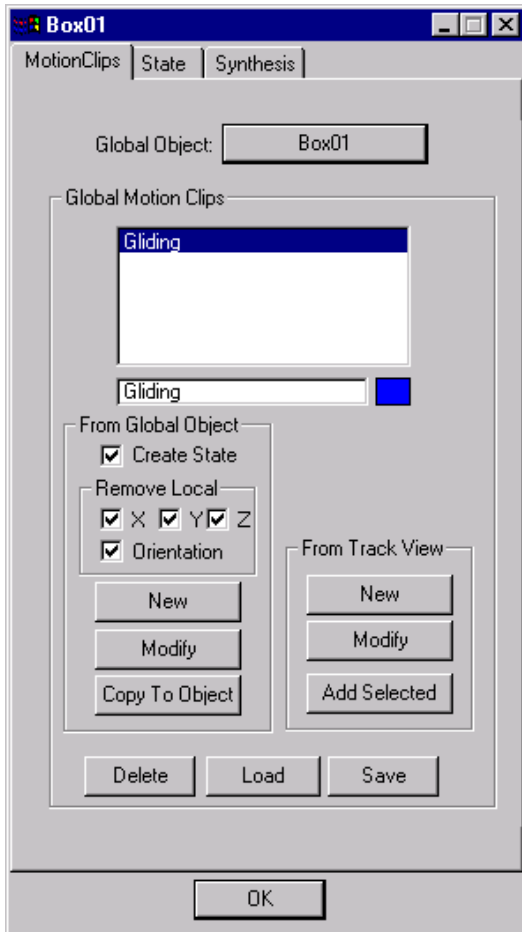 Box01
MotionClips State Synthesis
Global Object: Box01
Global Motion Clips
Gliding
Gliding
From Global Object
Create State
Remove Local
X Y Z
Orientation
New
Modify
Copy To Object
From Track View
New
Modify
Add Selected
Delete Load Save
OK